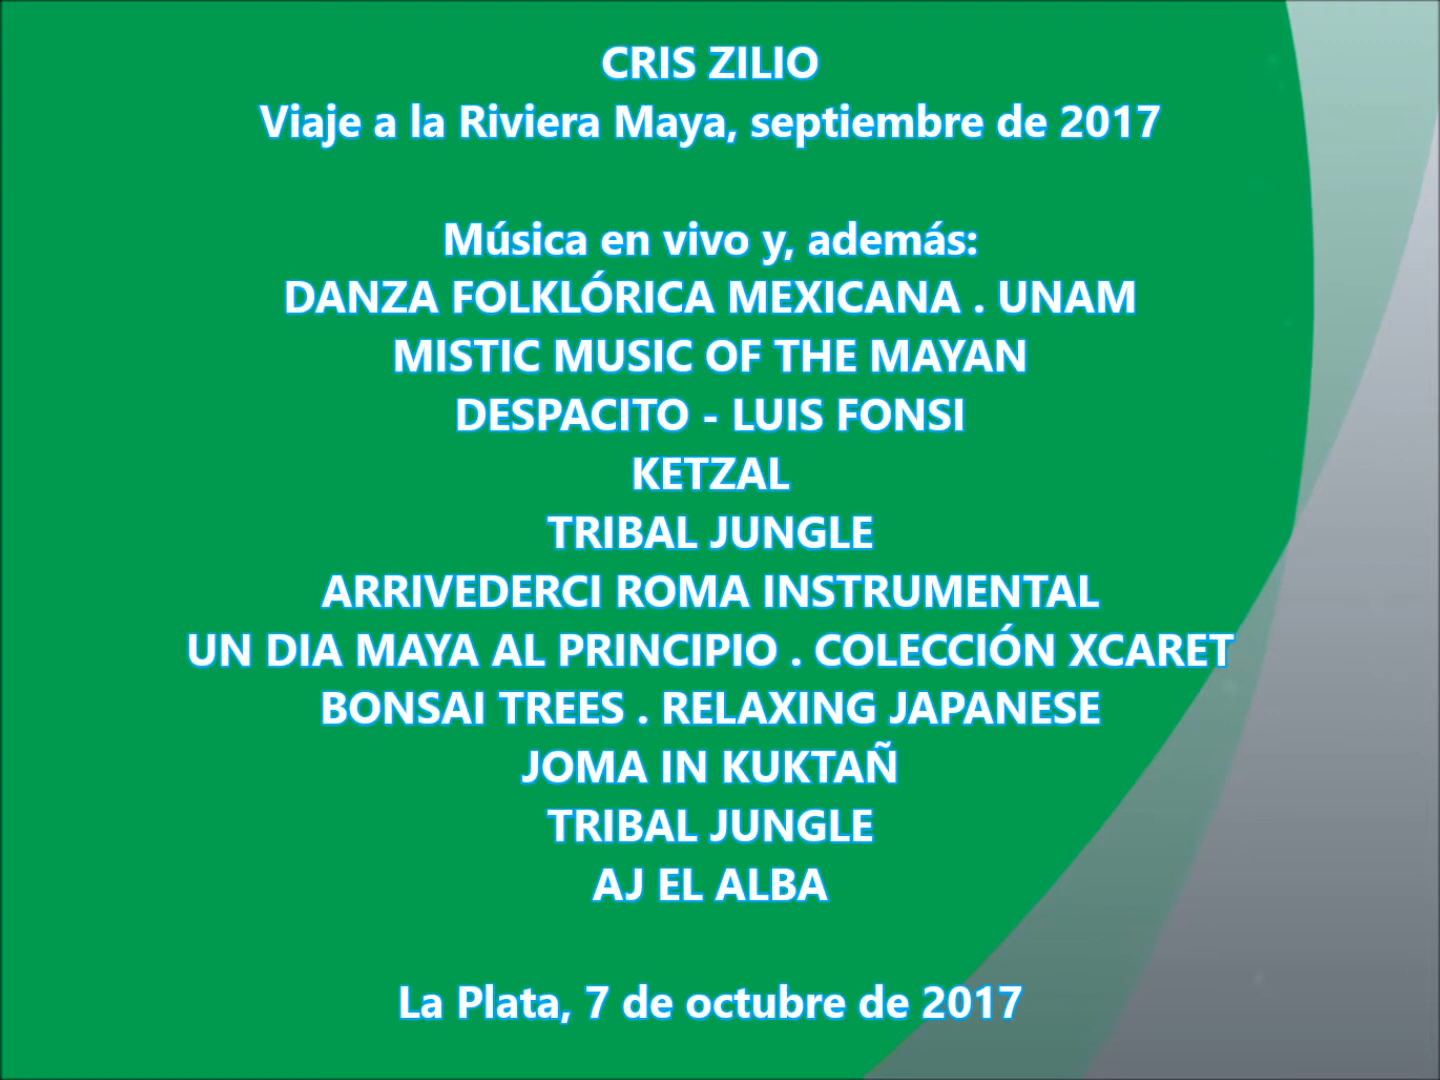 CRIS ZILIO
Viaje a la Riviera Maya, septiembre de 2017
Música en vivo y, además:
DANZA FOLKLÓRICA MEXICANA . UNAM
MISTIC MUSIC OF THE MAYAN
DESPACITO - LUIS FONSI
KETZAL
TRIBAL JUNGLE
ARRIVEDERCI ROMA INSTRUMENTAL
UN DIA MAYA AL PRINCIPIO . COLECCIÓN XCARET
BONSAI TREES . RELAXING JAPANESE
JOMA IN KUKTAÑ
TRIBAL JUNGLE
AJ EL ALBA
La Plata, 7 de octubre de 2017